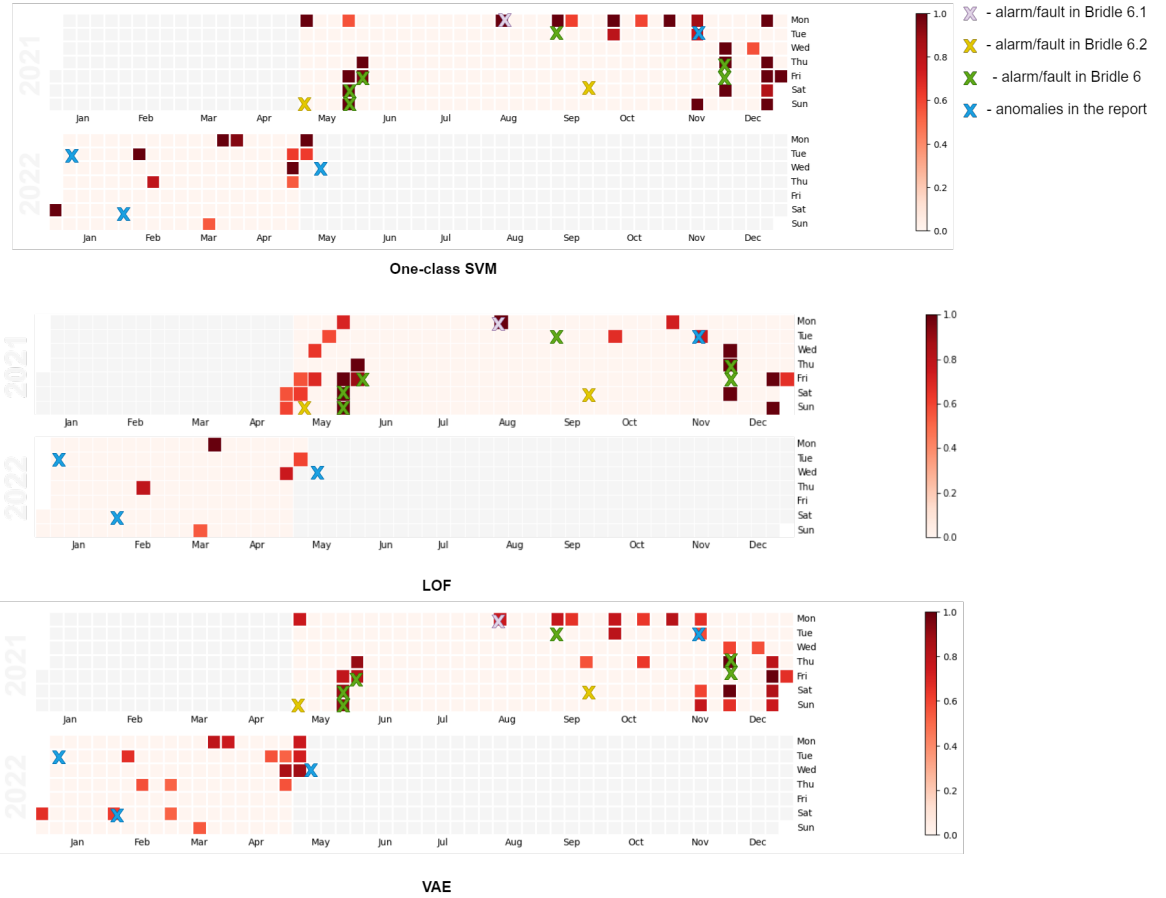 Mon
Tue
Wed
Thu
Fri
Sat
Sun
2021
Jan Feb Mar Apr May Jun Jul Aug Sep Oct Nov Dec
1.0
0.8
0.6
0.4
0.2
0.0
X - alarm/fault in Bridle 6.1
X - alarm/fault in Bridle 6.2
X - alarm/fault in Bridle 6
X - anomalies in the report
Mon
Tue
Wed
Thu
Fri
Sat
Sun
2022
Jan Feb Mar Apr May Jun Jul Aug Sep Oct Nov Dec
One-class SVM
Mon
Tue
Wed
Thu
Fri
Sat
Sun
2021
Jan Feb Mar Apr May Jun Jul Aug Sep Oct Nov Dec
1.0
0.8
0.6
0.4
0.2
0.0
Mon
Tue
Wed
Thu
Fri
Sat
Sun
2022
Jan Feb Mar Apr May Jun Jul Aug Sep Oct Nov Dec
LOF
Mon
Tue
Wed
Thu
Fri
Sat
Sun
2021
Jan Feb Mar Apr May Jun Jul Aug Sep Oct Nov Dec
1.0
0.8
0.6
0.4
0.2
0.0
Mon
Tue
Wed
Thu
Fri
Sat
Sun
2022
Jan Feb Mar Apr May Jun Jul Aug Sep Oct Nov Dec
VAE